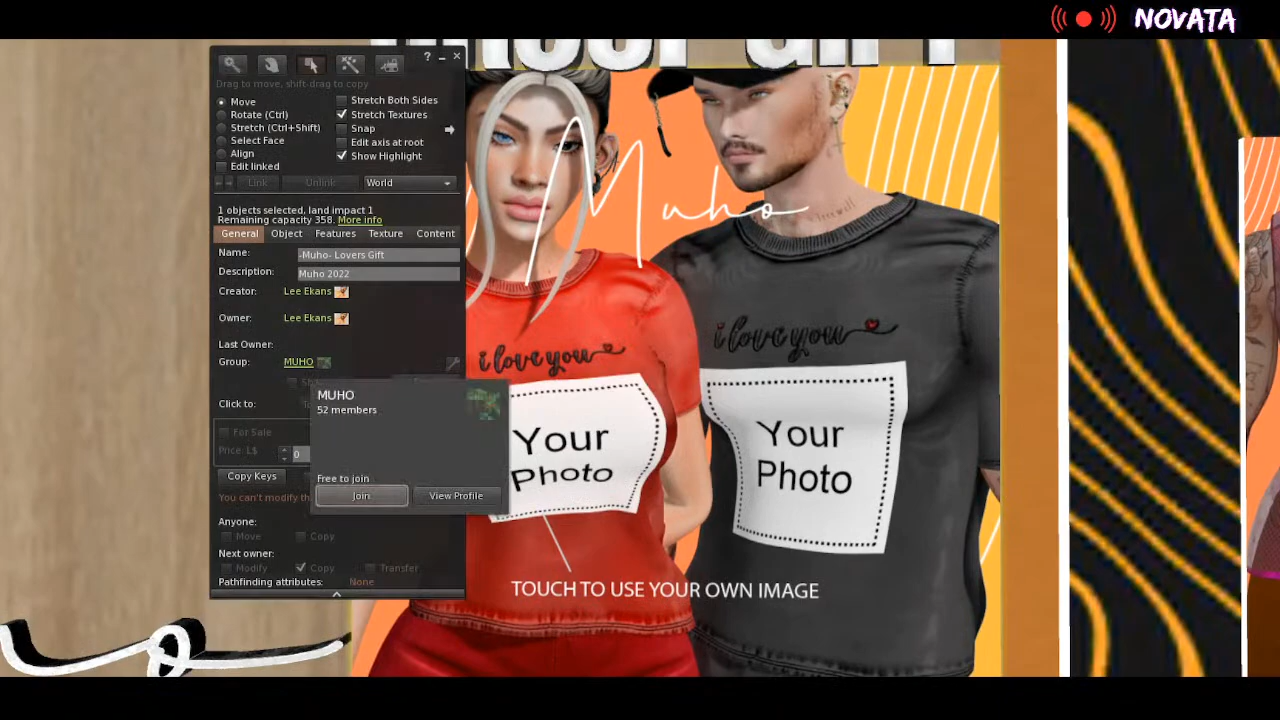 NOVATA
? _ ×
Drag to move, shift-drag to copy
Move
Rotate (Ctrl)
Stretch (Ctrl+Shift)
Select Face
Align
Edit linked
Stretch Both Sides
Stretch Textures
Snap
Edit axis at root
Show Highlight
Link
Unlink
World
1 objects selected, land impact 1
Remaining capacity 358. More info
General Object Features Texture Content
Name: -Muho- Lovers Gift
Description: Muho 2022
Creator: Lee Ekans
Owner: Lee Ekans
Last Owner:
Group: MUHO
Click to:
MUHO
52 members
Free to join
Join View Profile
For Sale
Price L$ 0
Copy Keys
You can't modify
Anyone:
Move Copy
Next owner:
Modify Copy Transfer
Pathfinding attributes: None
Muho
i love you
Your
Photo
i love you
Your
Photo
TOUCH TO USE YOUR OWN IMAGE